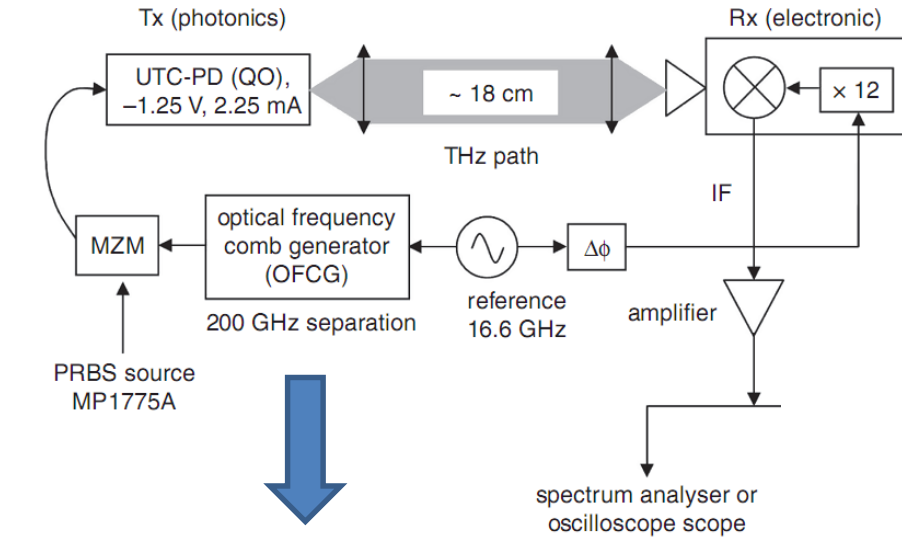 Tx (photonics)
Rx (electronic)
UTC-PD (QO),
–1.25 V, 2.25 mA
~ 18 cm
× 12
THz path
IF
MZM
optical frequency
comb generator
(OFCG)
Δϕ
reference
16.6 GHz
200 GHz separation
amplifier
PRBS source
MP1775A
spectrum analyser or
oscilloscope scope